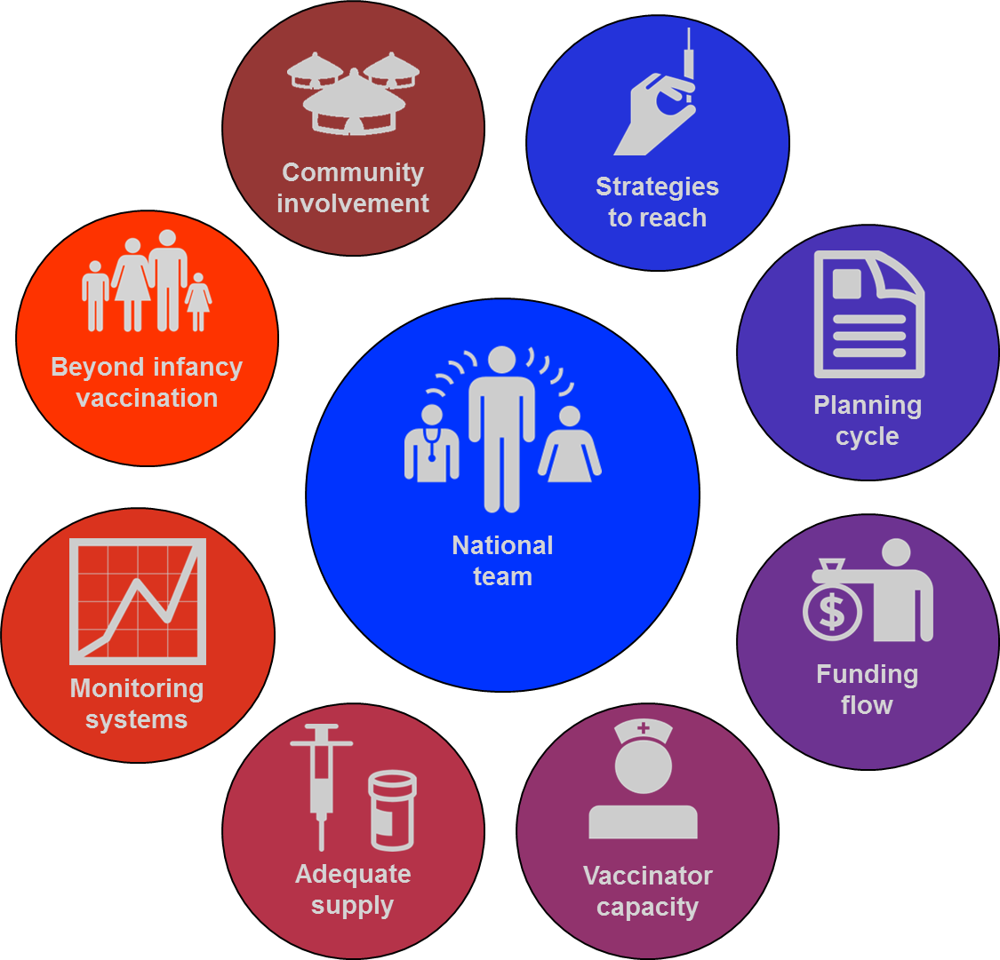 Community
involvement
Strategies
to reach
Beyond infancy
vaccination
Planning
cycle
National
team
Monitoring
systems
$
Funding
flow
Adequate
supply
Vaccinator
capacity